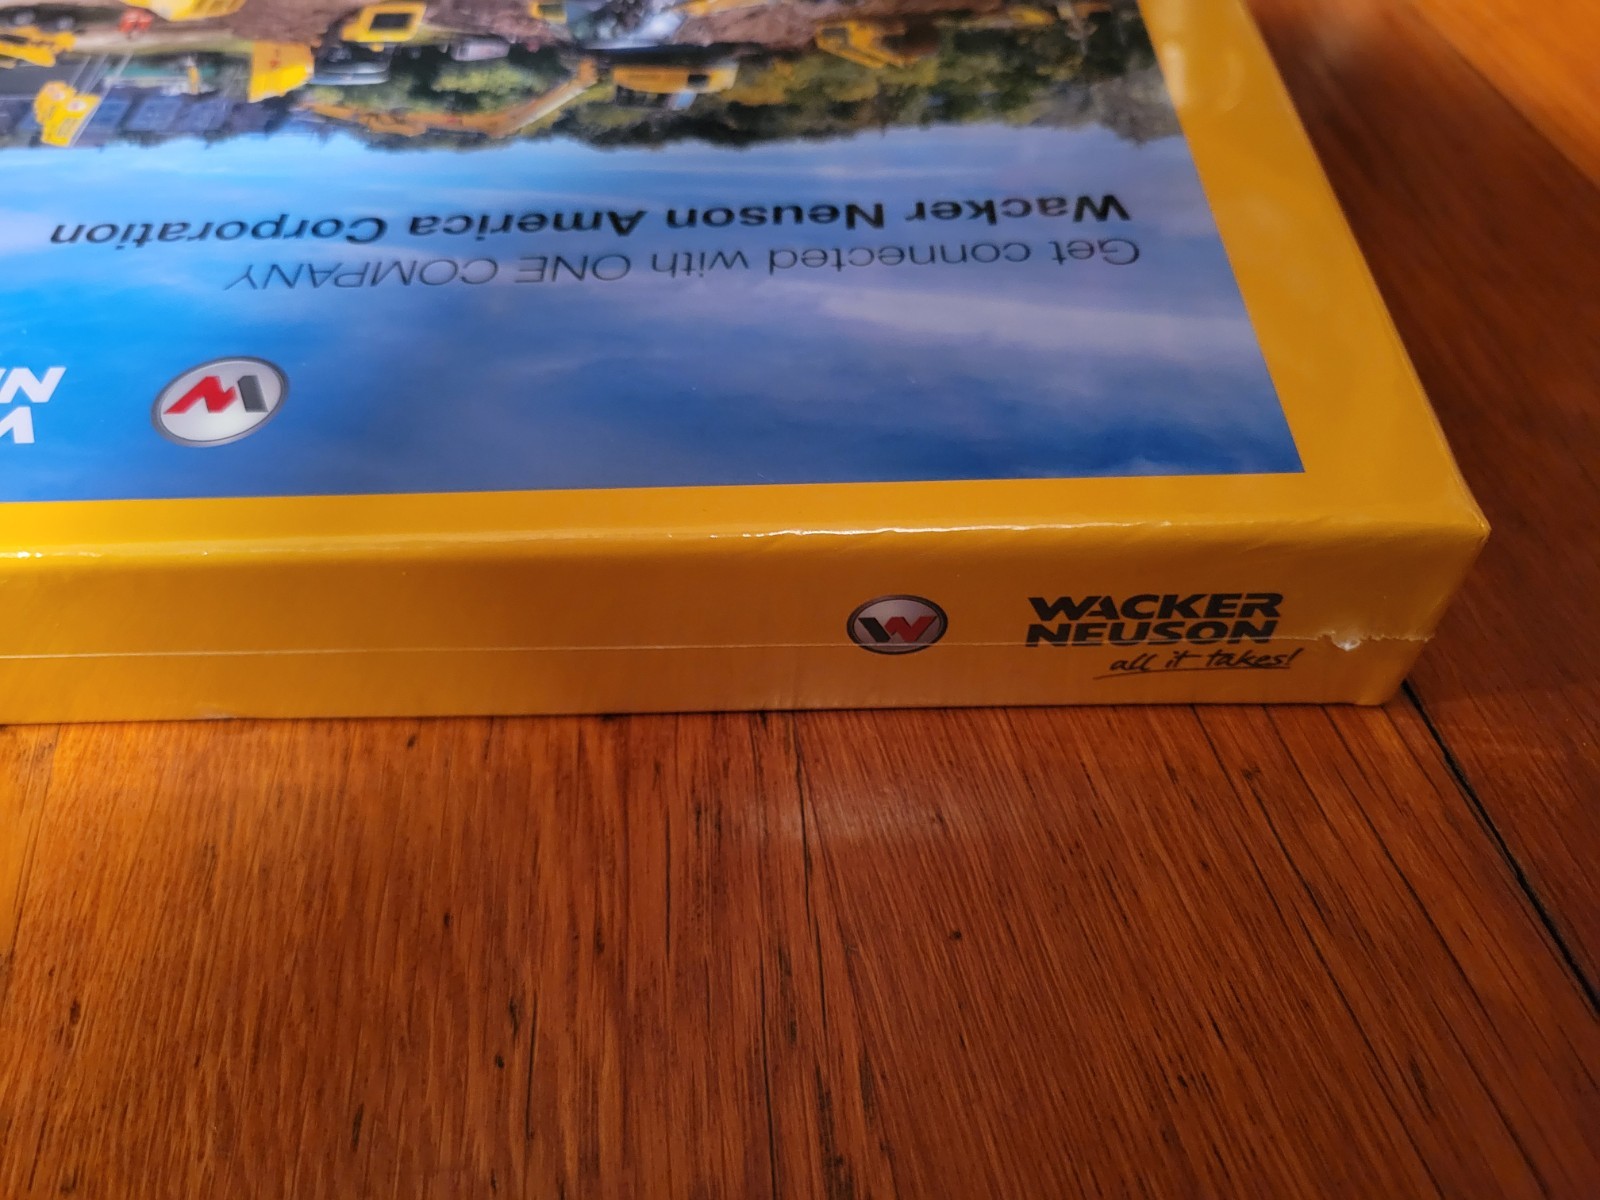 Get connected with ONE COMPANY
Wacker Neuson America Corporation
WACKER
NEUSON
all it takes!